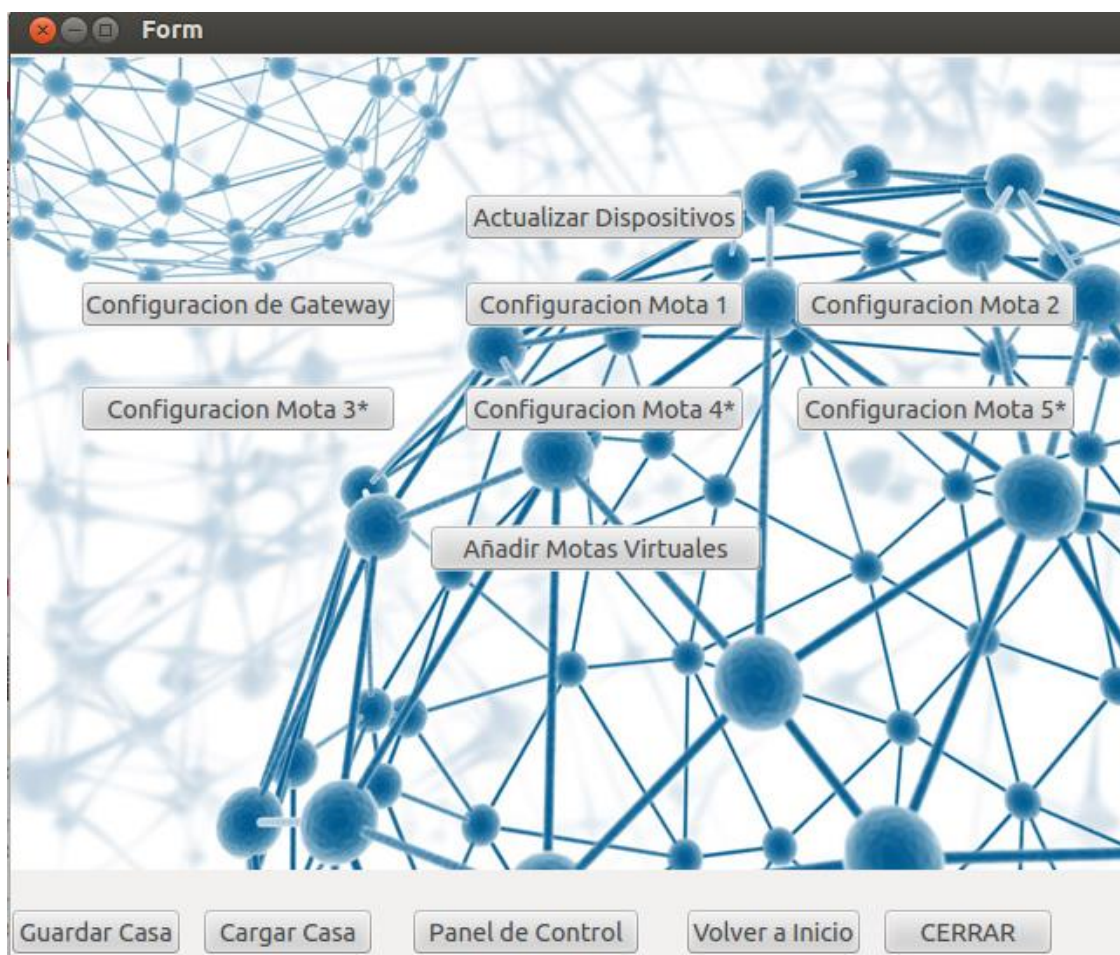 Form
Actualizar Dispositivos
Configuracion de Gateway
Configuracion Mota 1
Configuracion Mota 2
Configuracion Mota 3*
Configuracion Mota 4*
Configuracion Mota 5*
Añadir Motas Virtuales
Guardar Casa
Cargar Casa
Panel de Control
Volver a Inicio
CERRAR